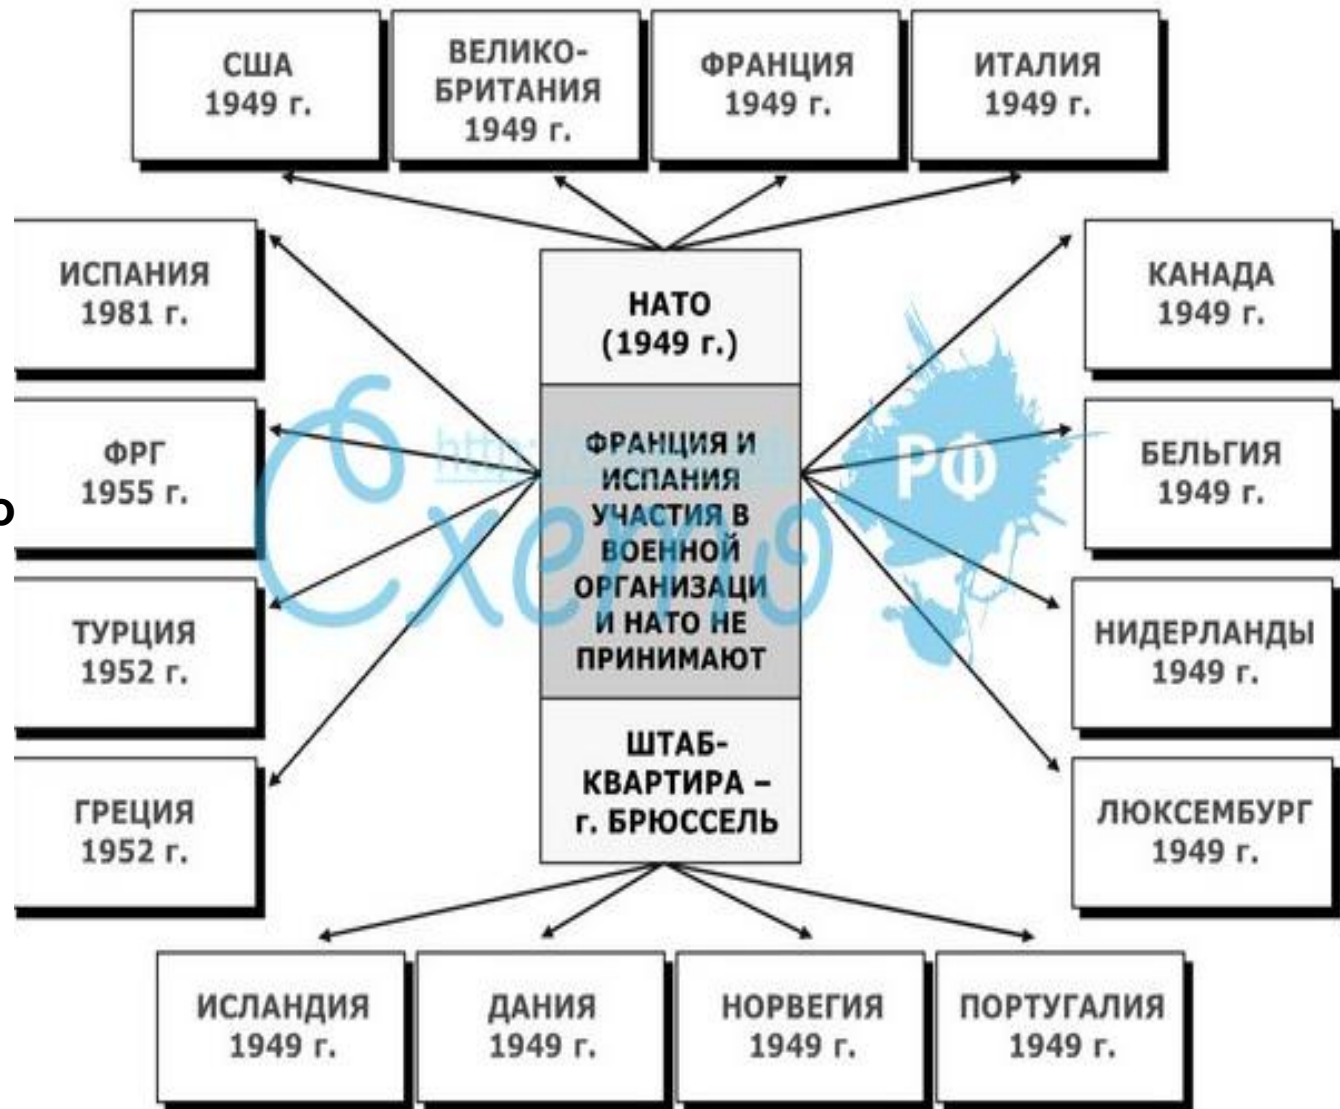 США
1949 г.
ВЕЛИКО-
БРИТАНИЯ
1949 г.
ФРАНЦИЯ
1949 г.
ИТАЛИЯ
1949 г.
ИСПАНИЯ
1981 г.
ФРГ
1955 г.
о
ТУРЦИЯ
1952 г.
ГРЕЦИЯ
1952 г.
НАТО
(1949 г.)
ФРАНЦИЯ И
ИСПАНИЯ
УЧАСТИЯ В
ВОЕННОЙ
ОРГАНИЗАЦИ
И НАТО НЕ
ПРИНИМАЮТ
ШТАБ-
КВАРТИРА –
г. БРЮССЕЛЬ
КАНАДА
1949 г.
БЕЛЬГИЯ
1949 г.
НИДЕРЛАНДЫ
1949 г.
ЛЮКСЕМБУРГ
1949 г.
ИСЛАНДИЯ
1949 г.
ДАНИЯ
1949 г.
НОРВЕГИЯ
1949 г.
ПОРТУГАЛИЯ
1949 г.
Схемо
РФ